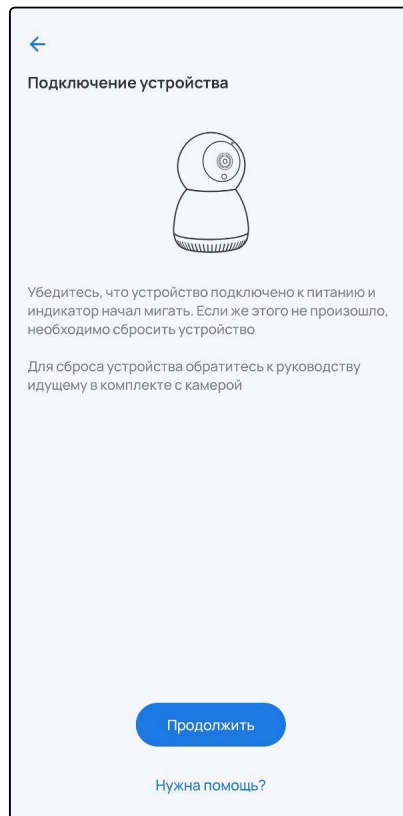 Подключение устройства
Убедитесь, что устройство подключено к питанию и
индикатор начал мигать. Если же этого не произошло,
необходимо сбросить устройство
Для сброса устройства обратитесь к руководству
идущему в комплекте с камерой
Продолжить
Нужна помощь?